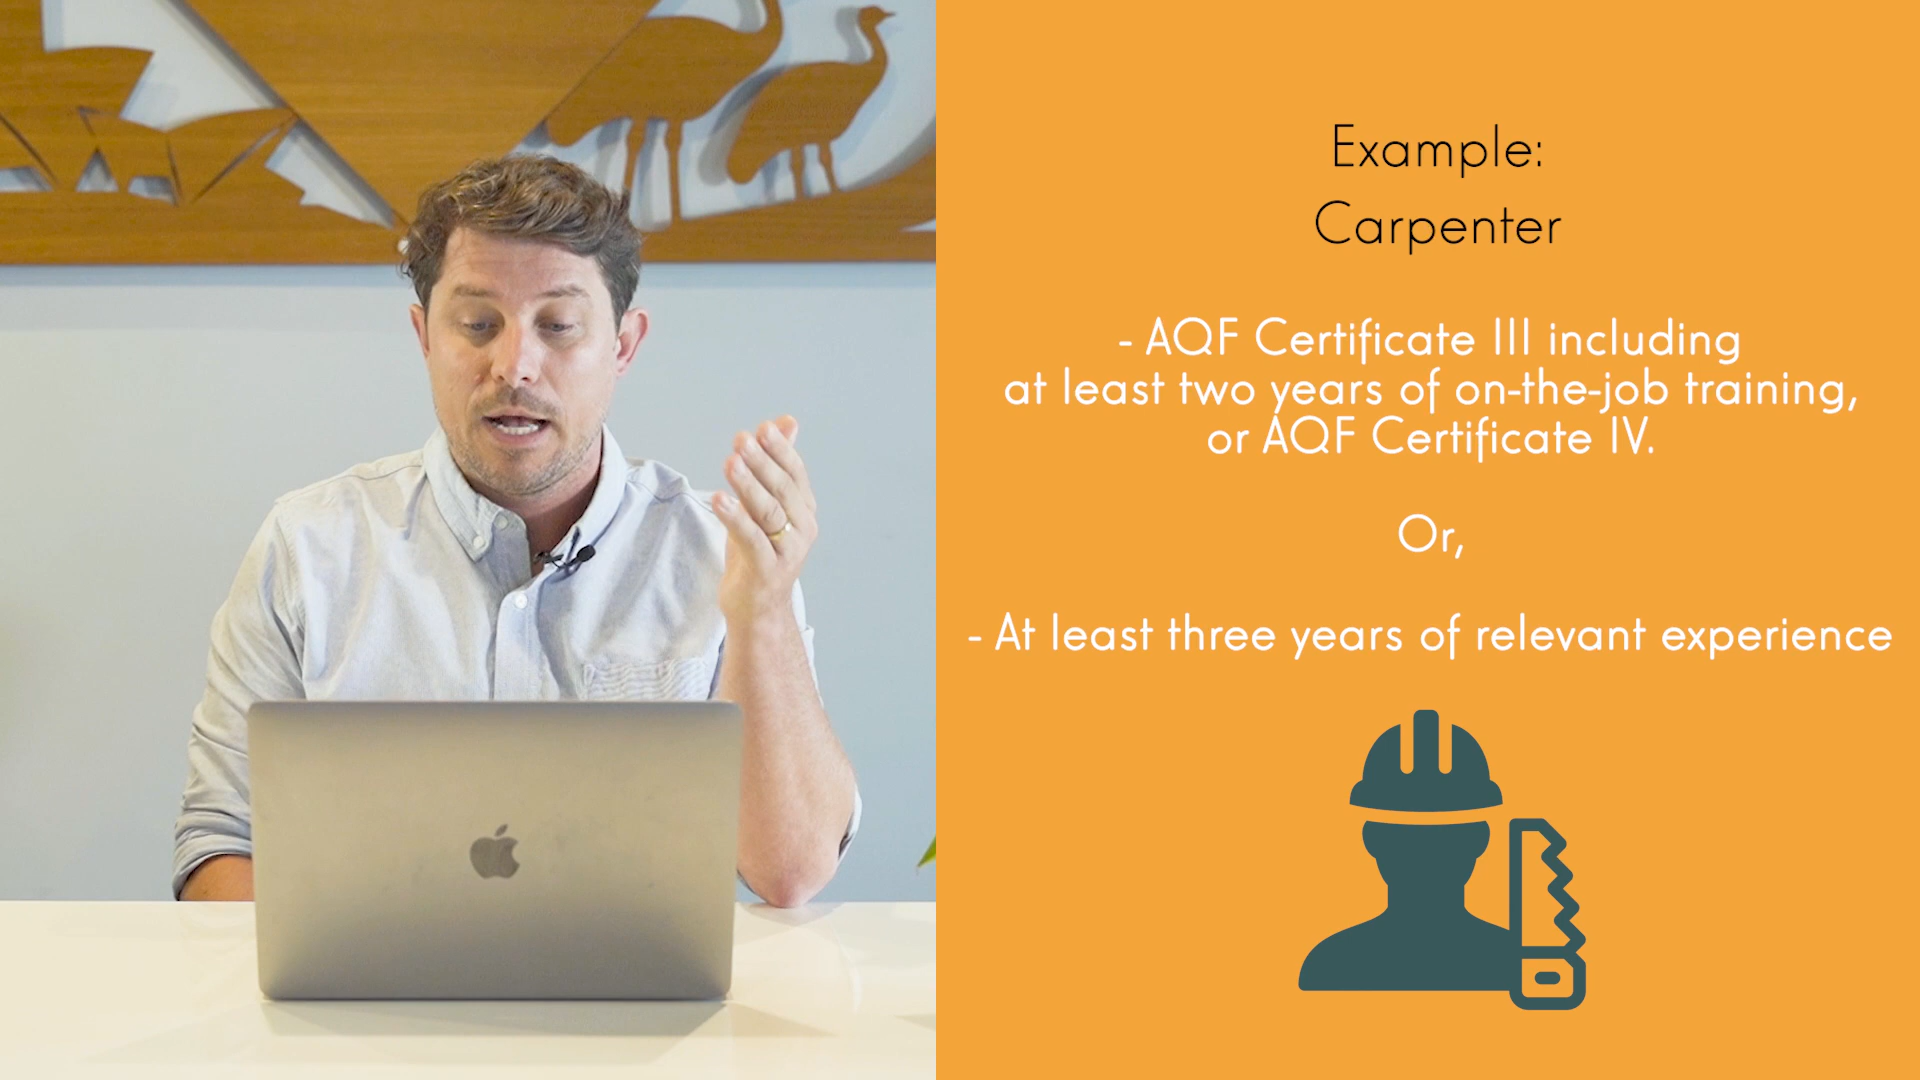 Example:
Carpenter
- AQF Certificate III including
at least two years of on-the-job training,
or AQF Certificate IV.
Or,
- At least three years of relevant experience